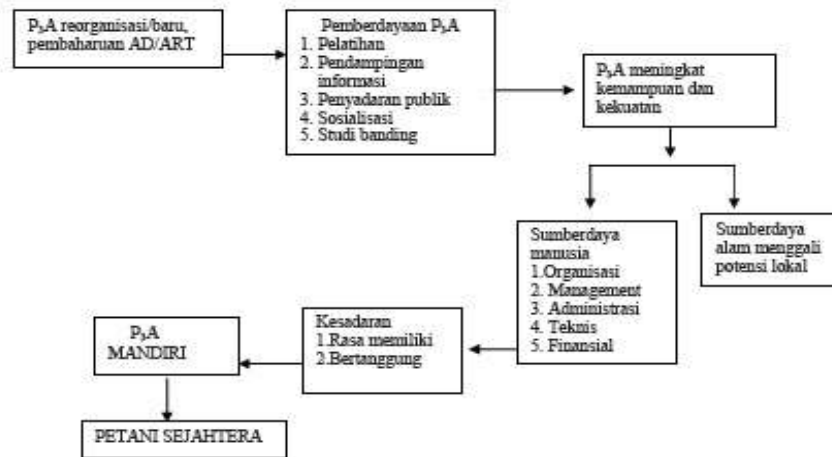 P₃A reorganisasi/baru,
pembaharuan AD/ART
Pemberdayaan P₃A
1. Pelatihan
2. Pendampingan
informasi
3. Penyadaran publik
4. Sosialisasi
5. Studi banding
P₃A meningkat
kemampuan dan
kekuatan
Sumberdaya
manusia
1.Organisasi
2. Management
3. Administrasi
4. Teknis
5. Finansial
Sumberdaya
alam menggali
potensi lokal
Kesadaran
1.Rasa memiliki
2.Bertanggung
P₃A
MANDIRI
PETANI SEJAHTERA